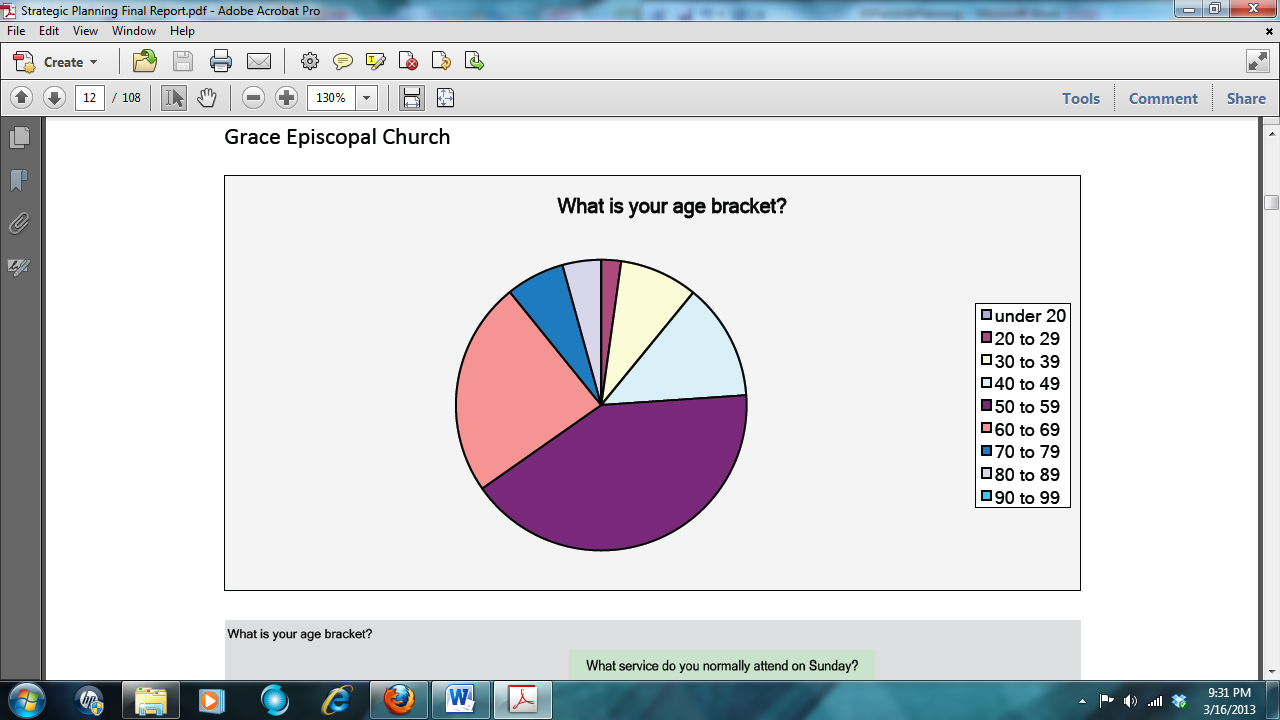 Strategic Planning Final Report.pdf - Adobe Acrobat Pro
File Edit View Window Help
Create
12 / 108 130% Tools Comment Share
Grace Episcopal Church
What is your age bracket?
under 20
20 to 29
30 to 39
40 to 49
50 to 59
60 to 69
70 to 79
80 to 89
90 to 99
What is your age bracket?
What service do you normally attend on Sunday?
9:31 PM
3/16/2013